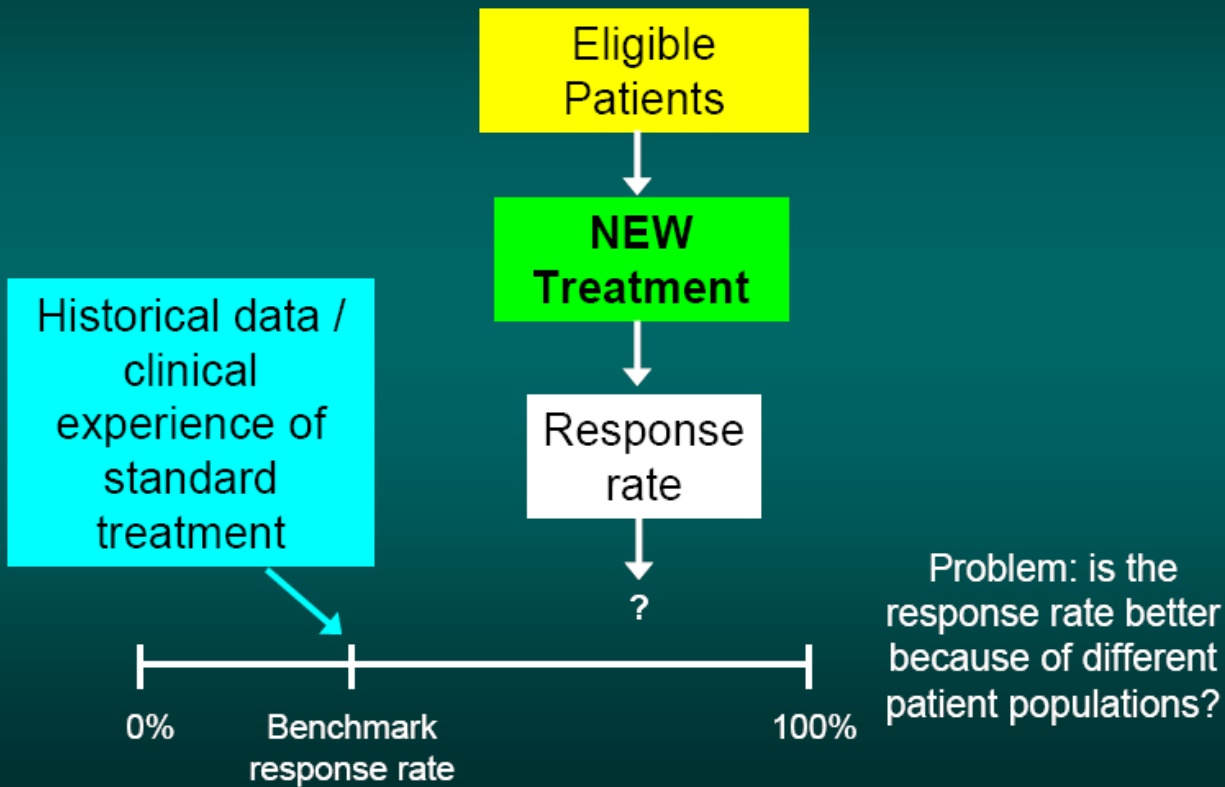 Eligible
Patients
NEW
Treatment
Historical data /
clinical
experience of
standard
treatment
Response
rate
?
Problem: is the
response rate better
because of different
patient populations?
0%
Benchmark
response rate
100%